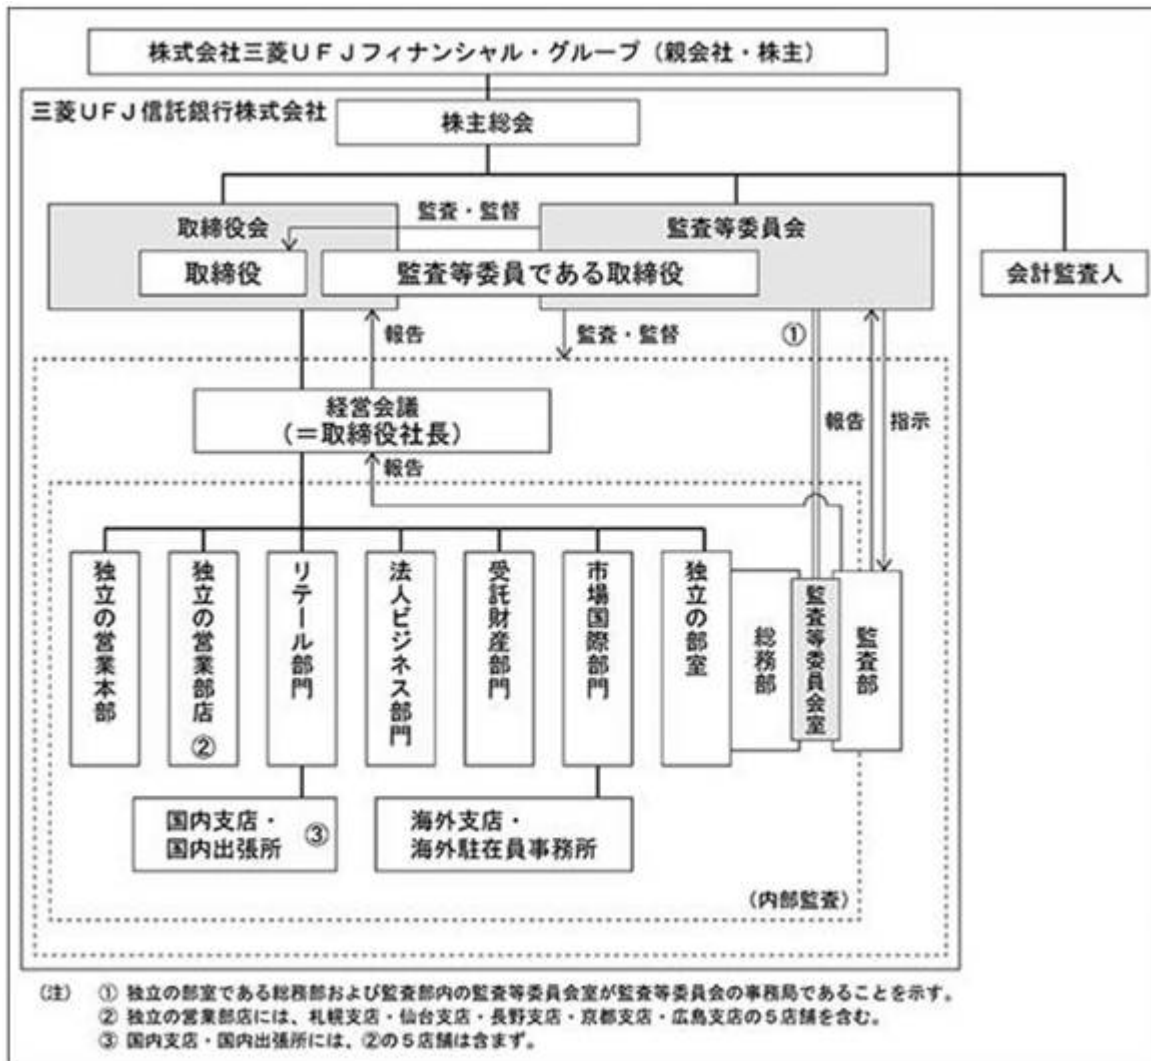 株式会社三菱UFJフィナンシャル・グループ（親会社・株主）
三菱UFJ信託銀行株式会社
株主総会
取締役会
監査・監督
監査等委員会
取締役
監査等委員である取締役
会計監査人
報告
監査・監督
①
経営会議
（＝取締役社長）
報告
指示
報告
独立の営業本部
独立の営業部店②
リテール部門
法人ビジネス部門
受託財産部門
市場国際部門
独立の部室
総務部
監査等委員会室
監査部
国内支店・
国内出張所
③
海外支店・
海外駐在員事務所
（内部監査）
（注） ① 独立の部室である総務部および監査部内の監査等委員会室が監査等委員会の事務局であることを示す。
② 独立の営業部店には、札幌支店・仙台支店・長野支店・京都支店・広島支店の５店舗を含む。
③ 国内支店・国内出張所には、②の５店舗は含まず。